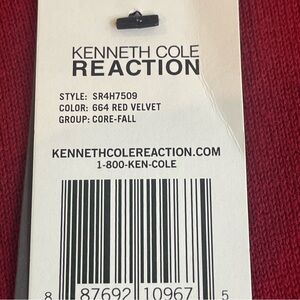 KENNETH COLE
REACTION
STYLE: SR4H7509
COLOR: 664 RED VELVET
GROUP: CORE-FALL
KENNETHCOLEREACTION.COM
1-800-KEN-COLE
8 87692 10967 5